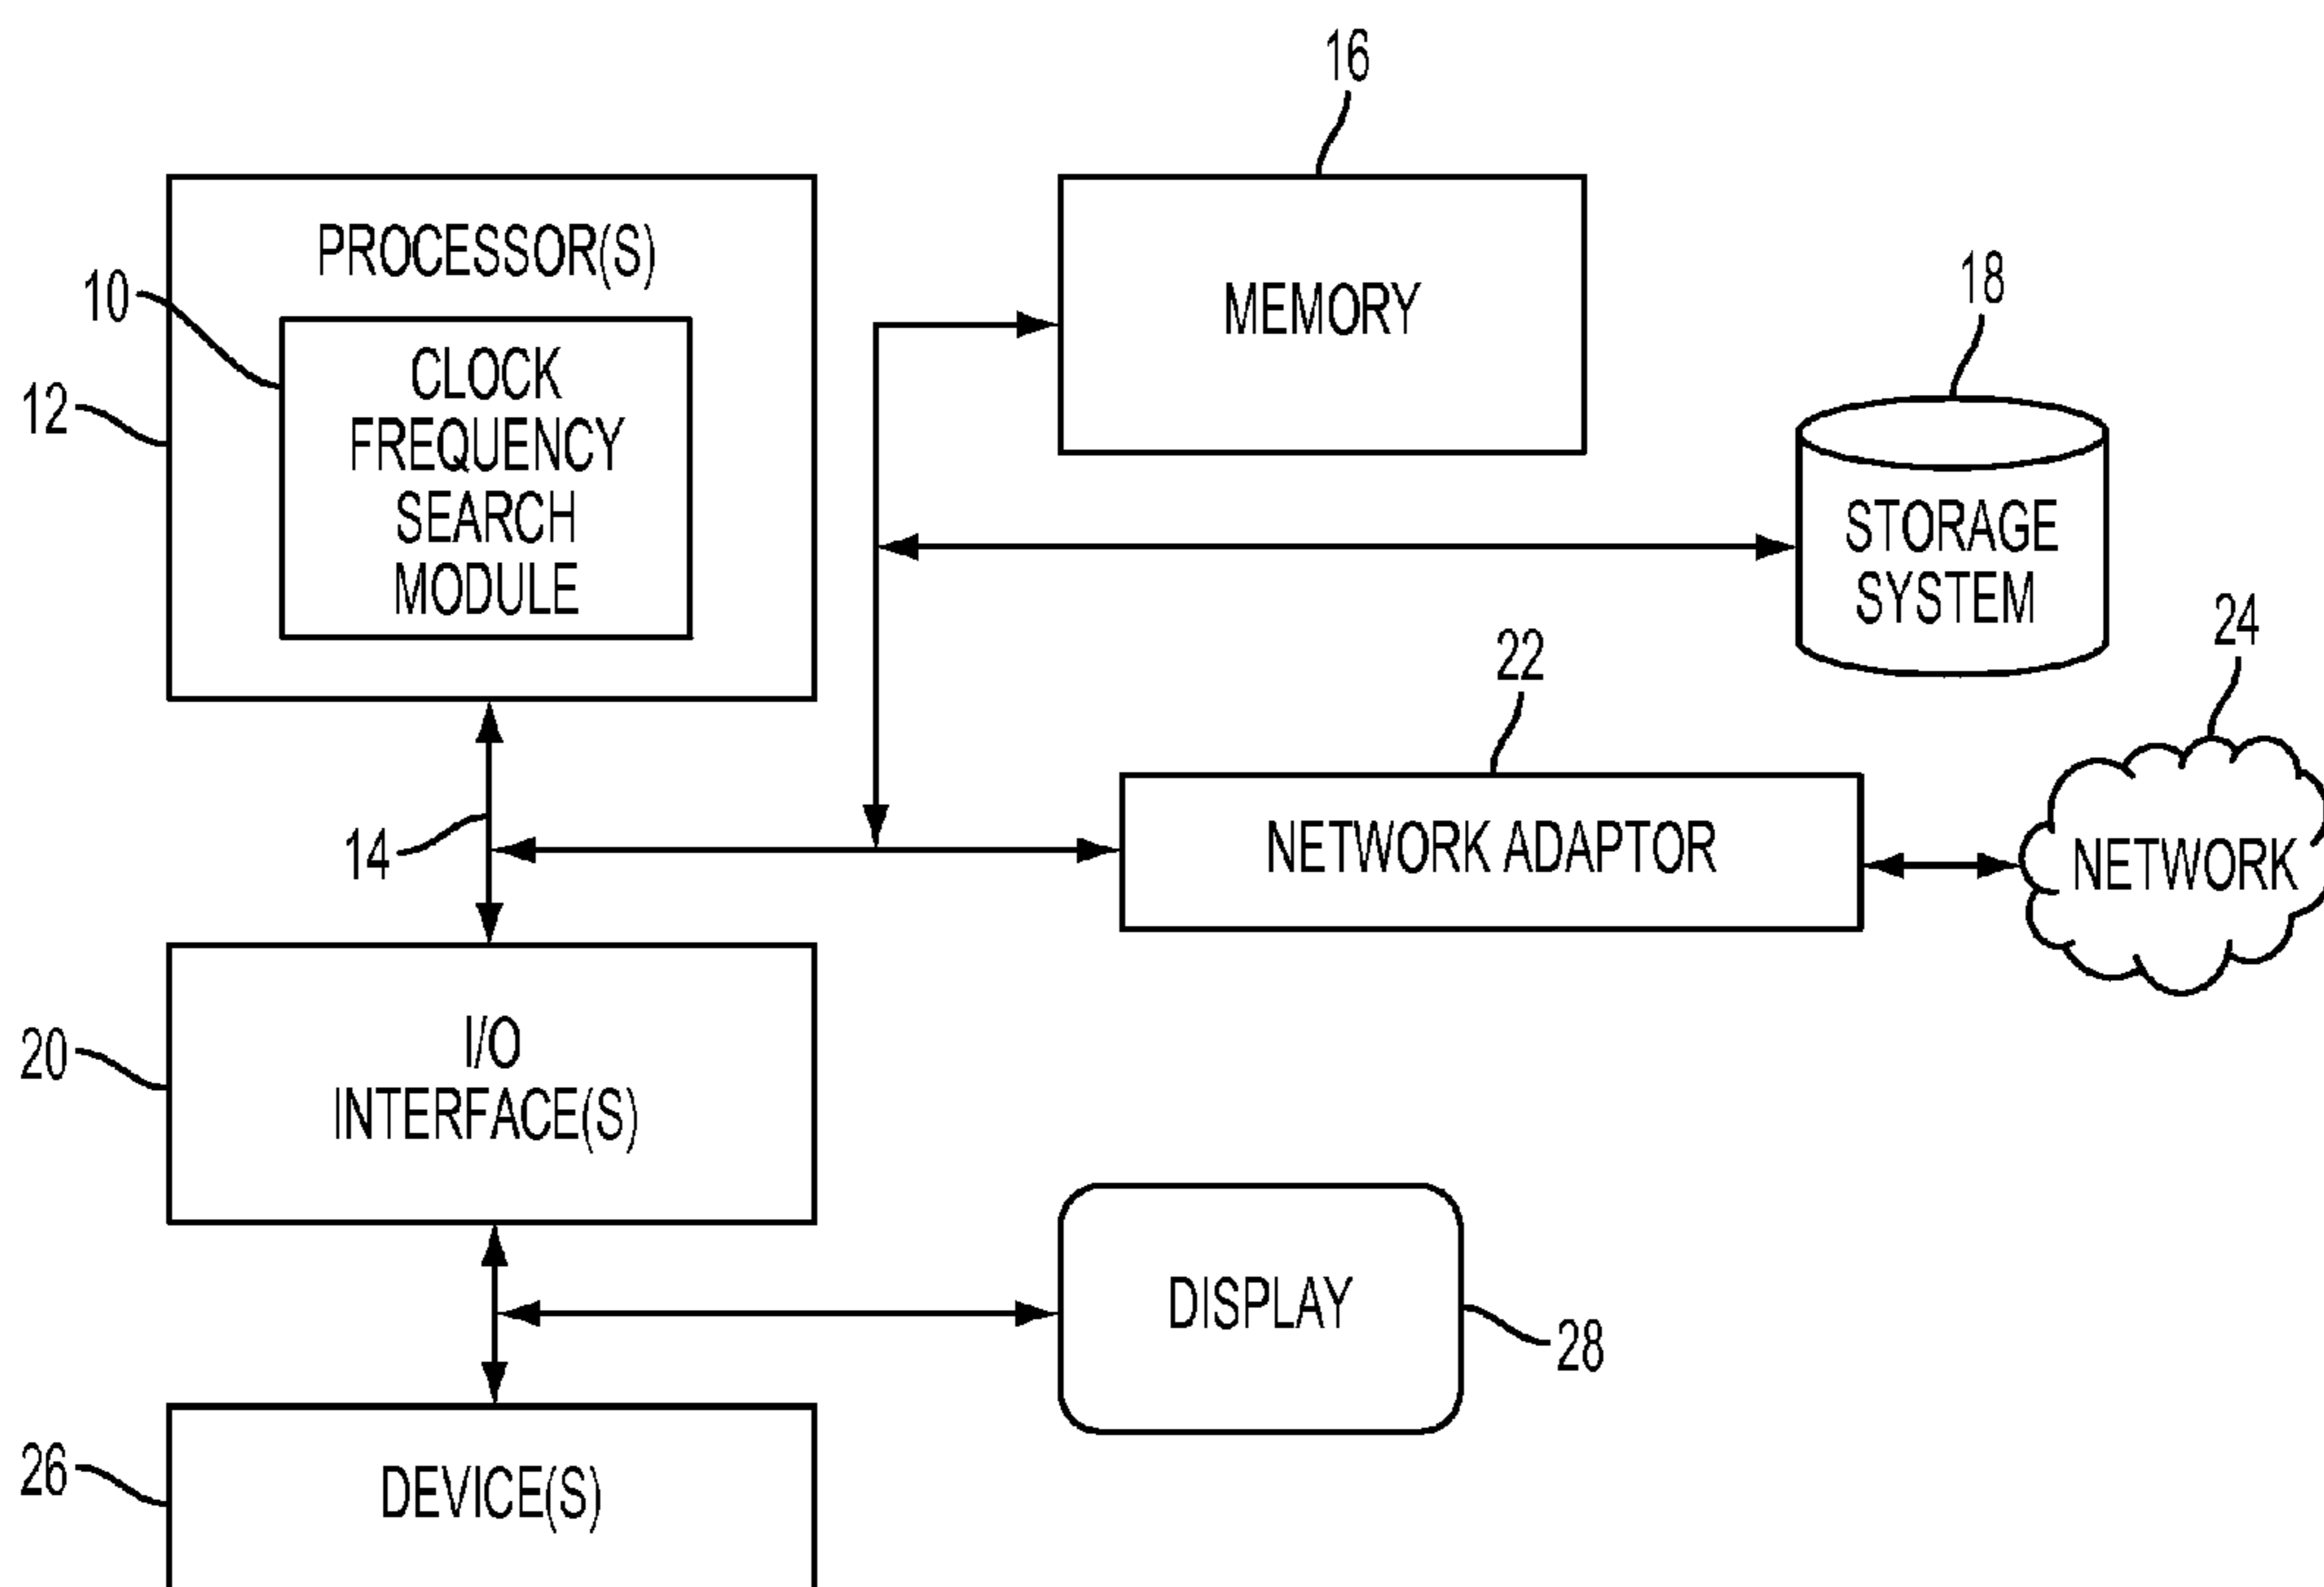 16
PROCESSOR(S)
10
CLOCK
FREQUENCY
SEARCH
MODULE
12
MEMORY
18
STORAGE
SYSTEM
24
22
14
NETWORK ADAPTOR
NETWORK
20
I/O
INTERFACE(S)
DISPLAY
28
26
DEVICE(S)